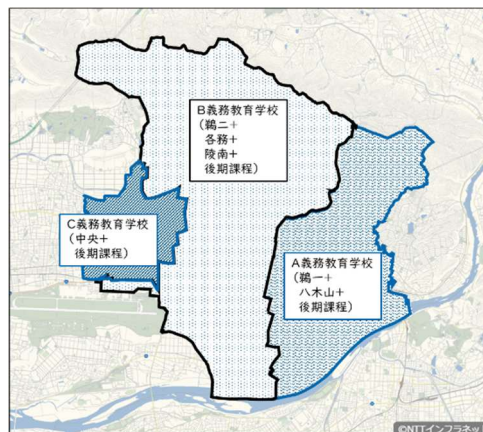 B義務教育学校
(鵜二+
各務+
陵南+
後期課程)
C義務教育学校
(中央+
後期課程)
A義務教育学校
(鵜一+
八木山+
後期課程)
©NTTインフラネッ